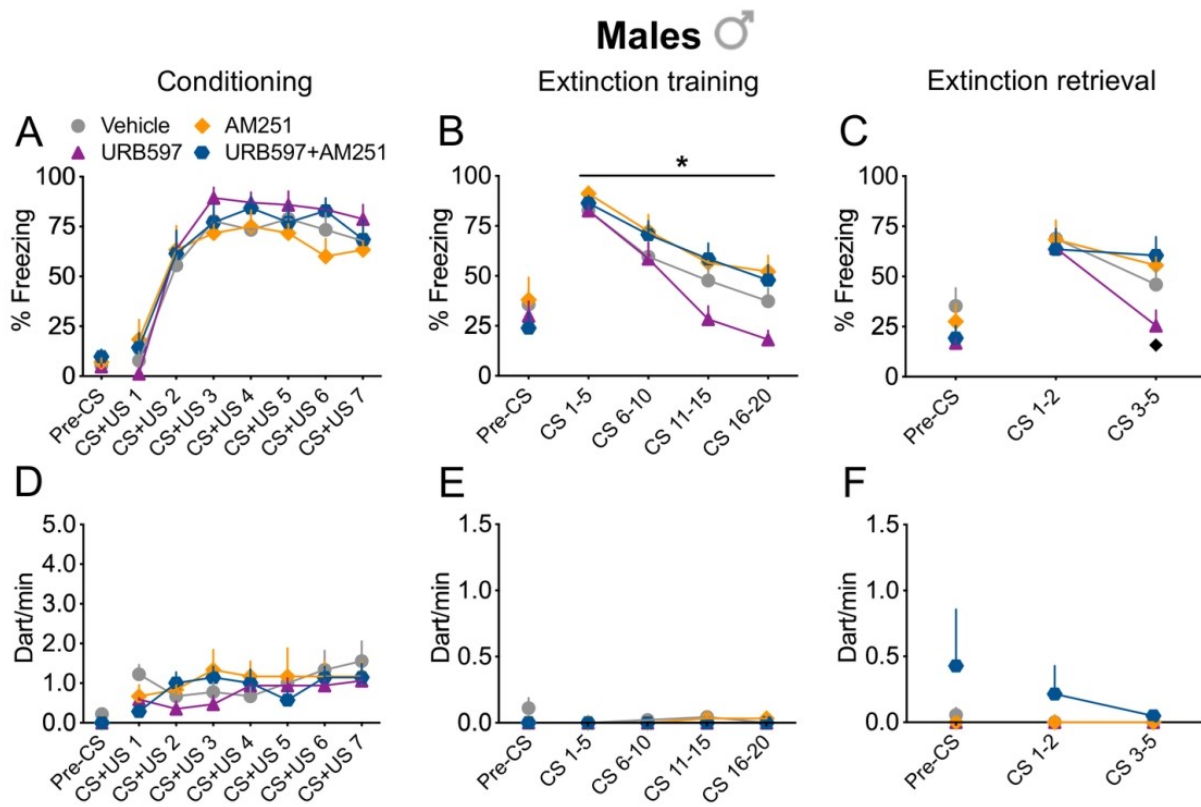 Males ♂
Conditioning
Extinction training
Extinction retrieval
A
Vehicle
AM251
URB597
URB597+AM251
% Freezing
100
75
50
25
0
Pre-CS
CS+US 1
CS+US 2
CS+US 3
CS+US 4
CS+US 5
CS+US 6
CS+US 7
B
*
% Freezing
100
75
50
25
0
Pre-CS
CS 1-5
CS 6-10
CS 11-15
CS 16-20
C
% Freezing
100
75
50
25
0
Pre-CS
CS 1-2
CS 3-5
D
Dart/min
5.0
4.0
3.0
2.0
1.0
0.0
Pre-CS
CS+US 1
CS+US 2
CS+US 3
CS+US 4
CS+US 5
CS+US 6
CS+US 7
E
Dart/min
1.5
1.0
0.5
0.0
Pre-CS
CS 1-5
CS 6-10
CS 11-15
CS 16-20
F
Dart/min
1.5
1.0
0.5
0.0
Pre-CS
CS 1-2
CS 3-5